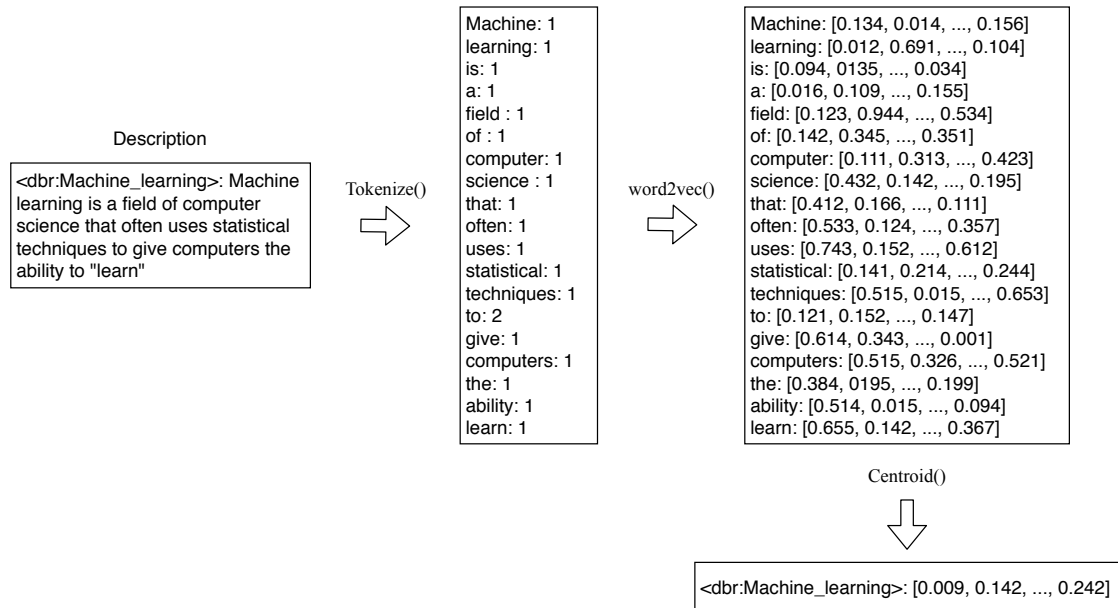 Description
<dbr:Machine_learning>: Machine
learning is a field of computer
science that often uses statistical
techniques to give computers the
ability to "learn"
Tokenize()
Machine: 1
learning: 1
is: 1
a: 1
field : 1
of : 1
computer: 1
science : 1
that: 1
often: 1
uses: 1
statistical: 1
techniques: 1
to: 2
give: 1
computers: 1
the: 1
ability: 1
learn: 1
word2vec()
Machine: [0.134, 0.014, ..., 0.156]
learning: [0.012, 0.691, ..., 0.104]
is: [0.094, 0135, ..., 0.034]
a: [0.016, 0.109, ..., 0.155]
field: [0.123, 0.944, ..., 0.534]
of: [0.142, 0.345, ..., 0.351]
computer: [0.111, 0.313, ..., 0.423]
science: [0.432, 0.142, ..., 0.195]
that: [0.412, 0.166, ..., 0.111]
often: [0.533, 0.124, ..., 0.357]
uses: [0.743, 0.152, ..., 0.612]
statistical: [0.141, 0.214, ..., 0.244]
techniques: [0.515, 0.015, ..., 0.653]
to: [0.121, 0.152, ..., 0.147]
give: [0.614, 0.343, ..., 0.001]
computers: [0.515, 0.326, ..., 0.521]
the: [0.384, 0195, ..., 0.199]
ability: [0.514, 0.015, ..., 0.094]
learn: [0.655, 0.142, ..., 0.367]
Centroid()
<dbr:Machine_learning>: [0.009, 0.142, ..., 0.242]